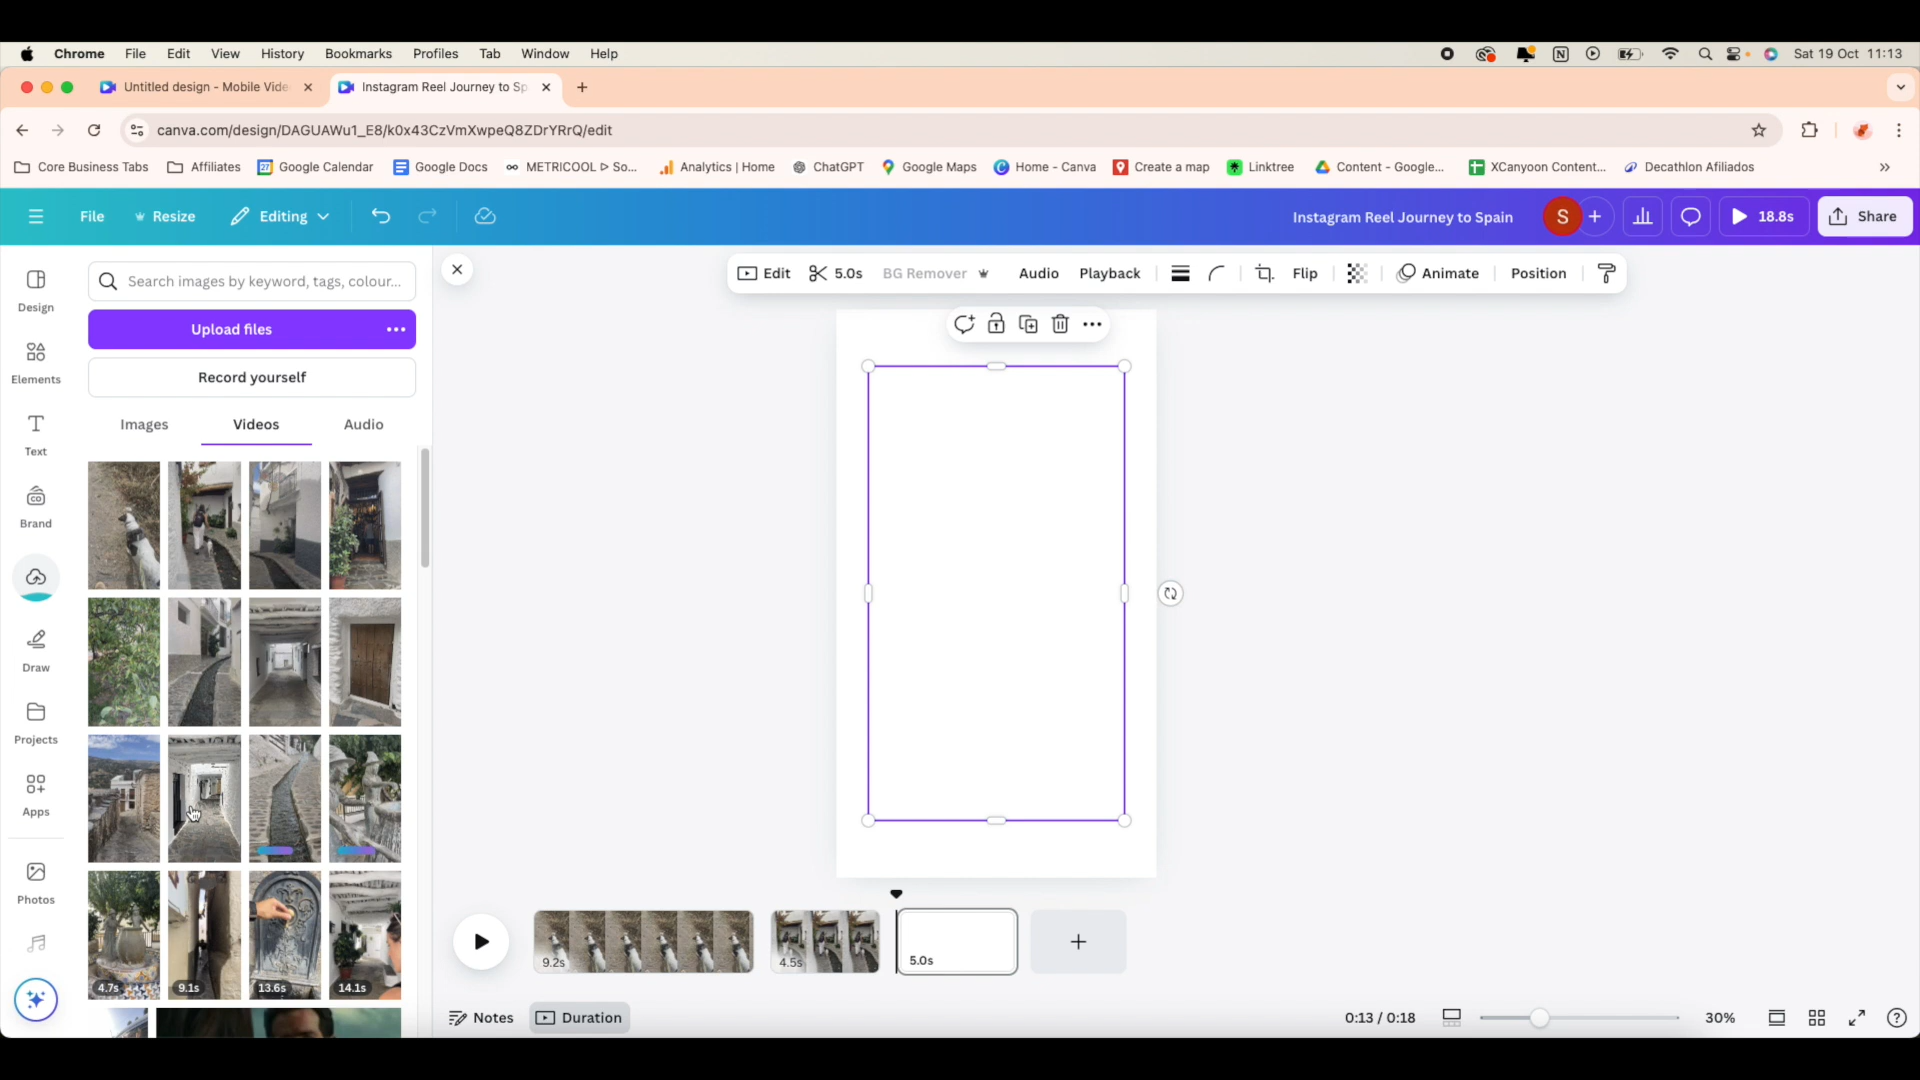 Chrome File Edit View History Bookmarks Profiles Tab Window Help
Sat 19 Oct 11:13
Untitled design - Mobile Vide
Instagram Reel Journey to Sp
canva.com/design/DAGUAWu1_E8/k0x43CzVmXwpeQ8ZDrYRrQ/edit
Core Business Tabs Affiliates Google Calendar Google Docs METRICOOL ▷ So... Analytics | Home ChatGPT Google Maps Home - Canva Create a map Linktree Content - Google... XCanyoon Content... Decathlon Afiliados
File Resize Editing
Instagram Reel Journey to Spain
S
18.8s
Share
Design
Elements
Text
Brand
Draw
Projects
Apps
Photos
Search images by keyword, tags, colour...
Upload files
Record yourself
Images Videos Audio
4.7s 9.1s 13.6s 14.1s
Edit 5.0s BG Remover Audio Playback Flip Animate Position
9.2s 4.5s 5.0s
Notes Duration
0:13 / 0:18
30%